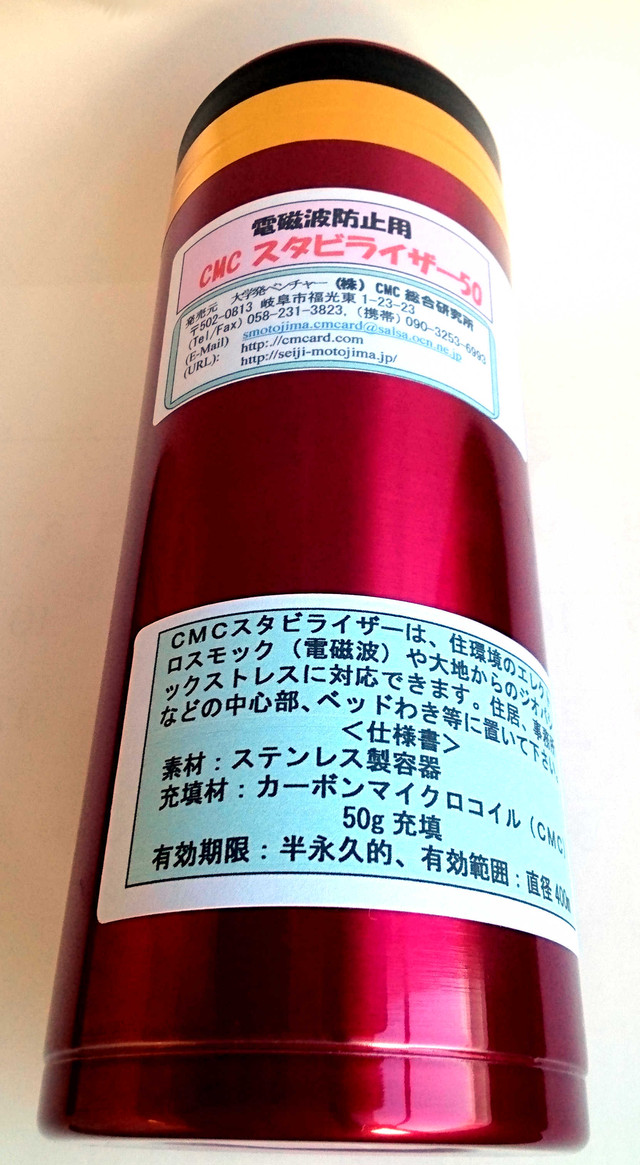 電磁波防止用
CMC スタビライザー50
発売元 大学発ベンチャー (株) CMC 総合研究所
〒502-0813 岐阜市福光東 1-23-23
(Tel/Fax) 058-231-3823, (携帯) 090-3253-6993
(E-Mail) smotojima.cmcard@salsa.ocn.ne.jp
(URL): http://cmcard.com
http://seiji-motojima.jp/
CMCスタビライザーは、住環境のエレクト
ロスモック（電磁波）や大地からのジオパシ
ックストレスに対応できます。住居、事務所
などの中心部、ベッドわき等に置いて下さい。
＜仕様書＞
素材：ステンレス製容器
充填材：カーボンマイクロコイル（CMC）
50g 充填
有効期限：半永久的、有効範囲：直径 400m